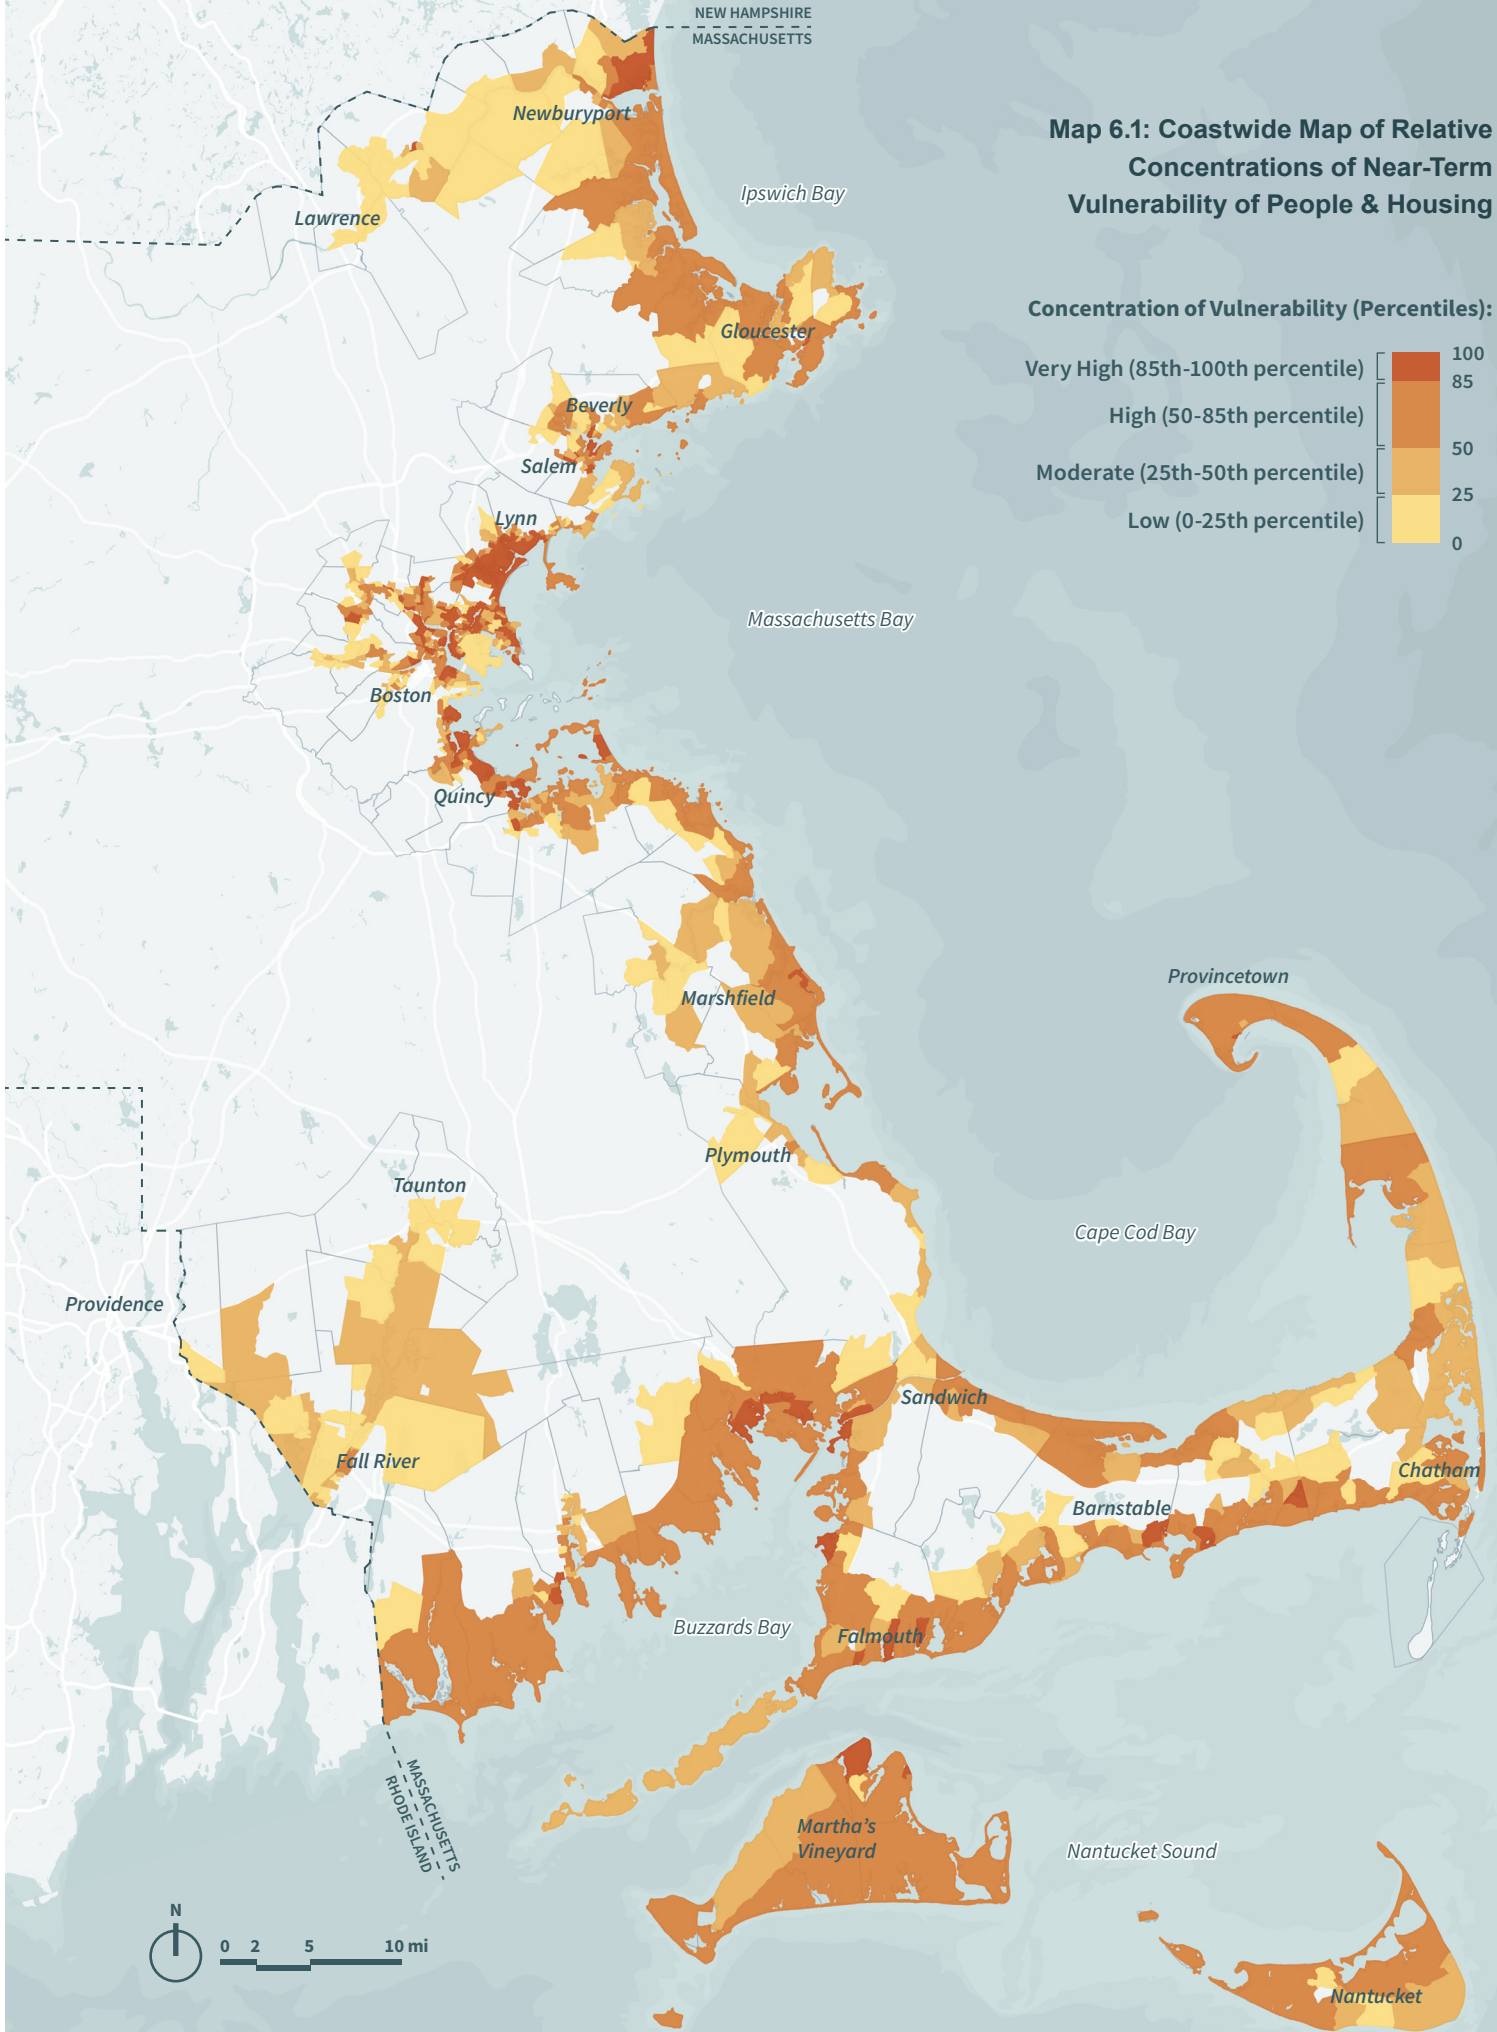 NEW HAMPSHIRE
MASSACHUSETTS
Map 6.1: Coastwide Map of Relative
Concentrations of Near-Term
Vulnerability of People & Housing
Newburyport
Ipswich Bay
Lawrence
Concentration of Vulnerability (Percentiles):
Very High (85th-100th percentile)
100
85
High (50-85th percentile)
50
Moderate (25th-50th percentile)
25
Low (0-25th percentile)
0
Gloucester
Beverly
Salem
Lynn
Massachusetts Bay
Boston
Quincy
Provincetown
Marshfield
Plymouth
Taunton
Cape Cod Bay
Providence
Sandwich
Fall River
Chatham
Barnstable
Buzzards Bay
Falmouth
MASSACHUSETTS
RHODE ISLAND
Martha's
Vineyard
Nantucket Sound
N
0 2 5 10 mi
Nantucket